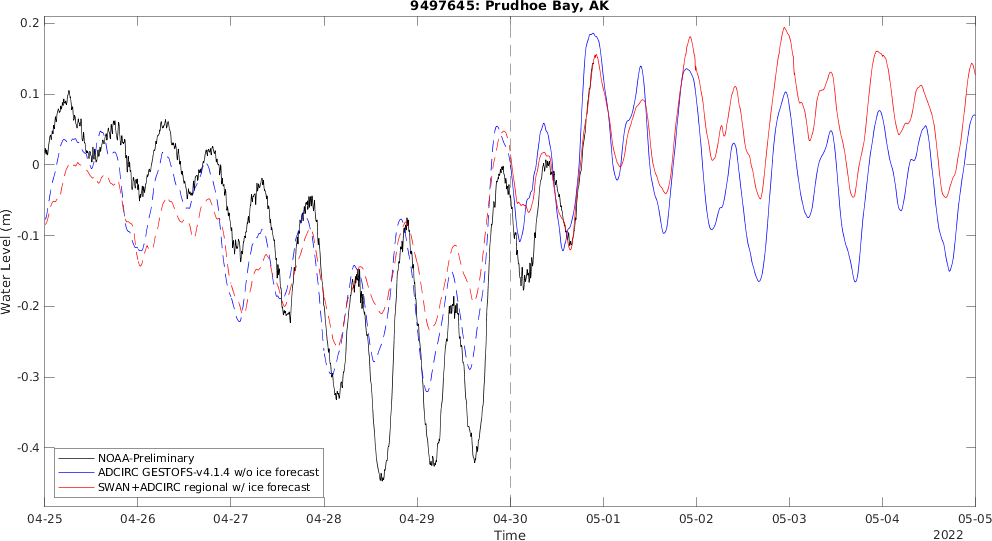 9497645: Prudhoe Bay, AK
0.2
0.1
0
-0.1
-0.2
-0.3
-0.4
Water Level (m)
NOAA-Preliminary
ADCIRC GESTOFS-v4.1.4 w/o ice forecast
SWAN+ADCIRC regional w/ ice forecast
04-25 04-26 04-27 04-28 04-29 04-30 05-01 05-02 05-03 05-04 05-05
Time
2022